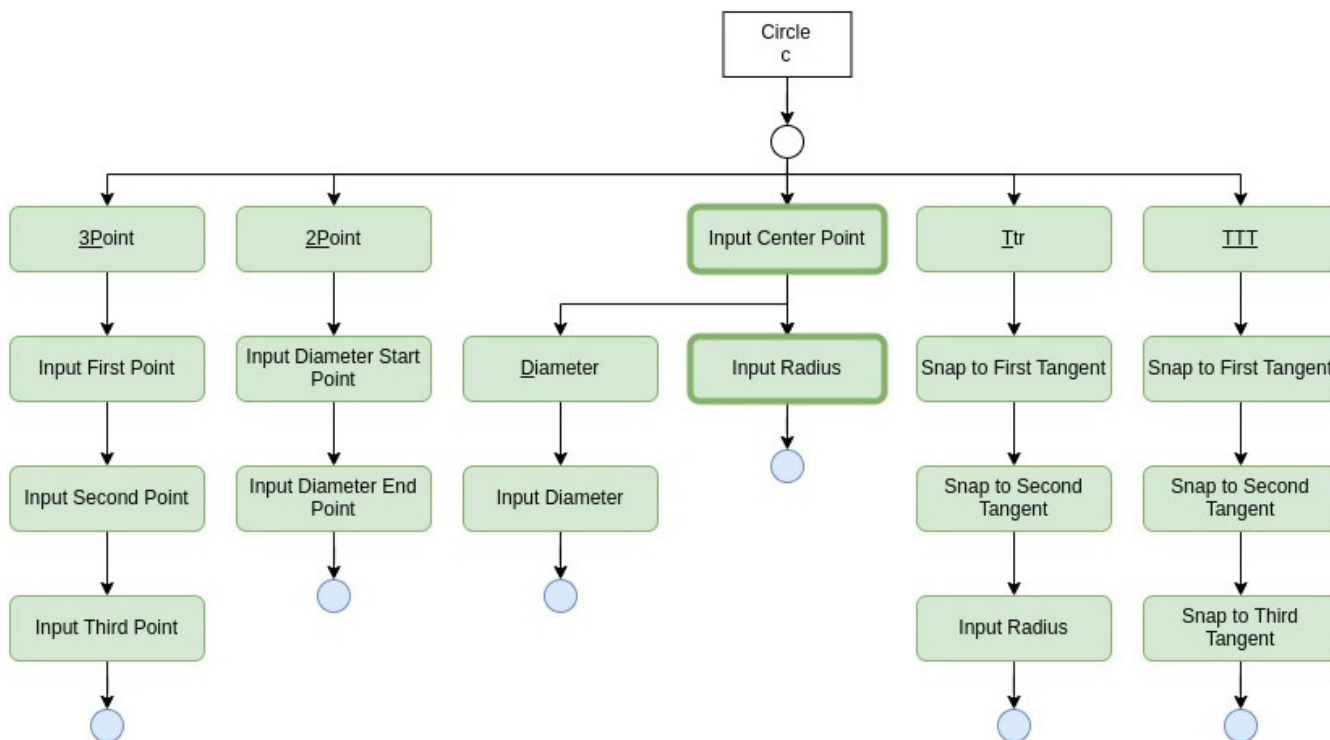 Circle
c
3Point
2Point
Input Center Point
Ttr
TTT
Input First Point
Input Diameter Start
Point
Diameter
Input Radius
Snap to First Tangent
Snap to First Tangent
Input Second Point
Input Diameter End
Point
Input Diameter
Snap to Second
Tangent
Snap to Second
Tangent
Input Third Point
Input Radius
Snap to Third
Tangent